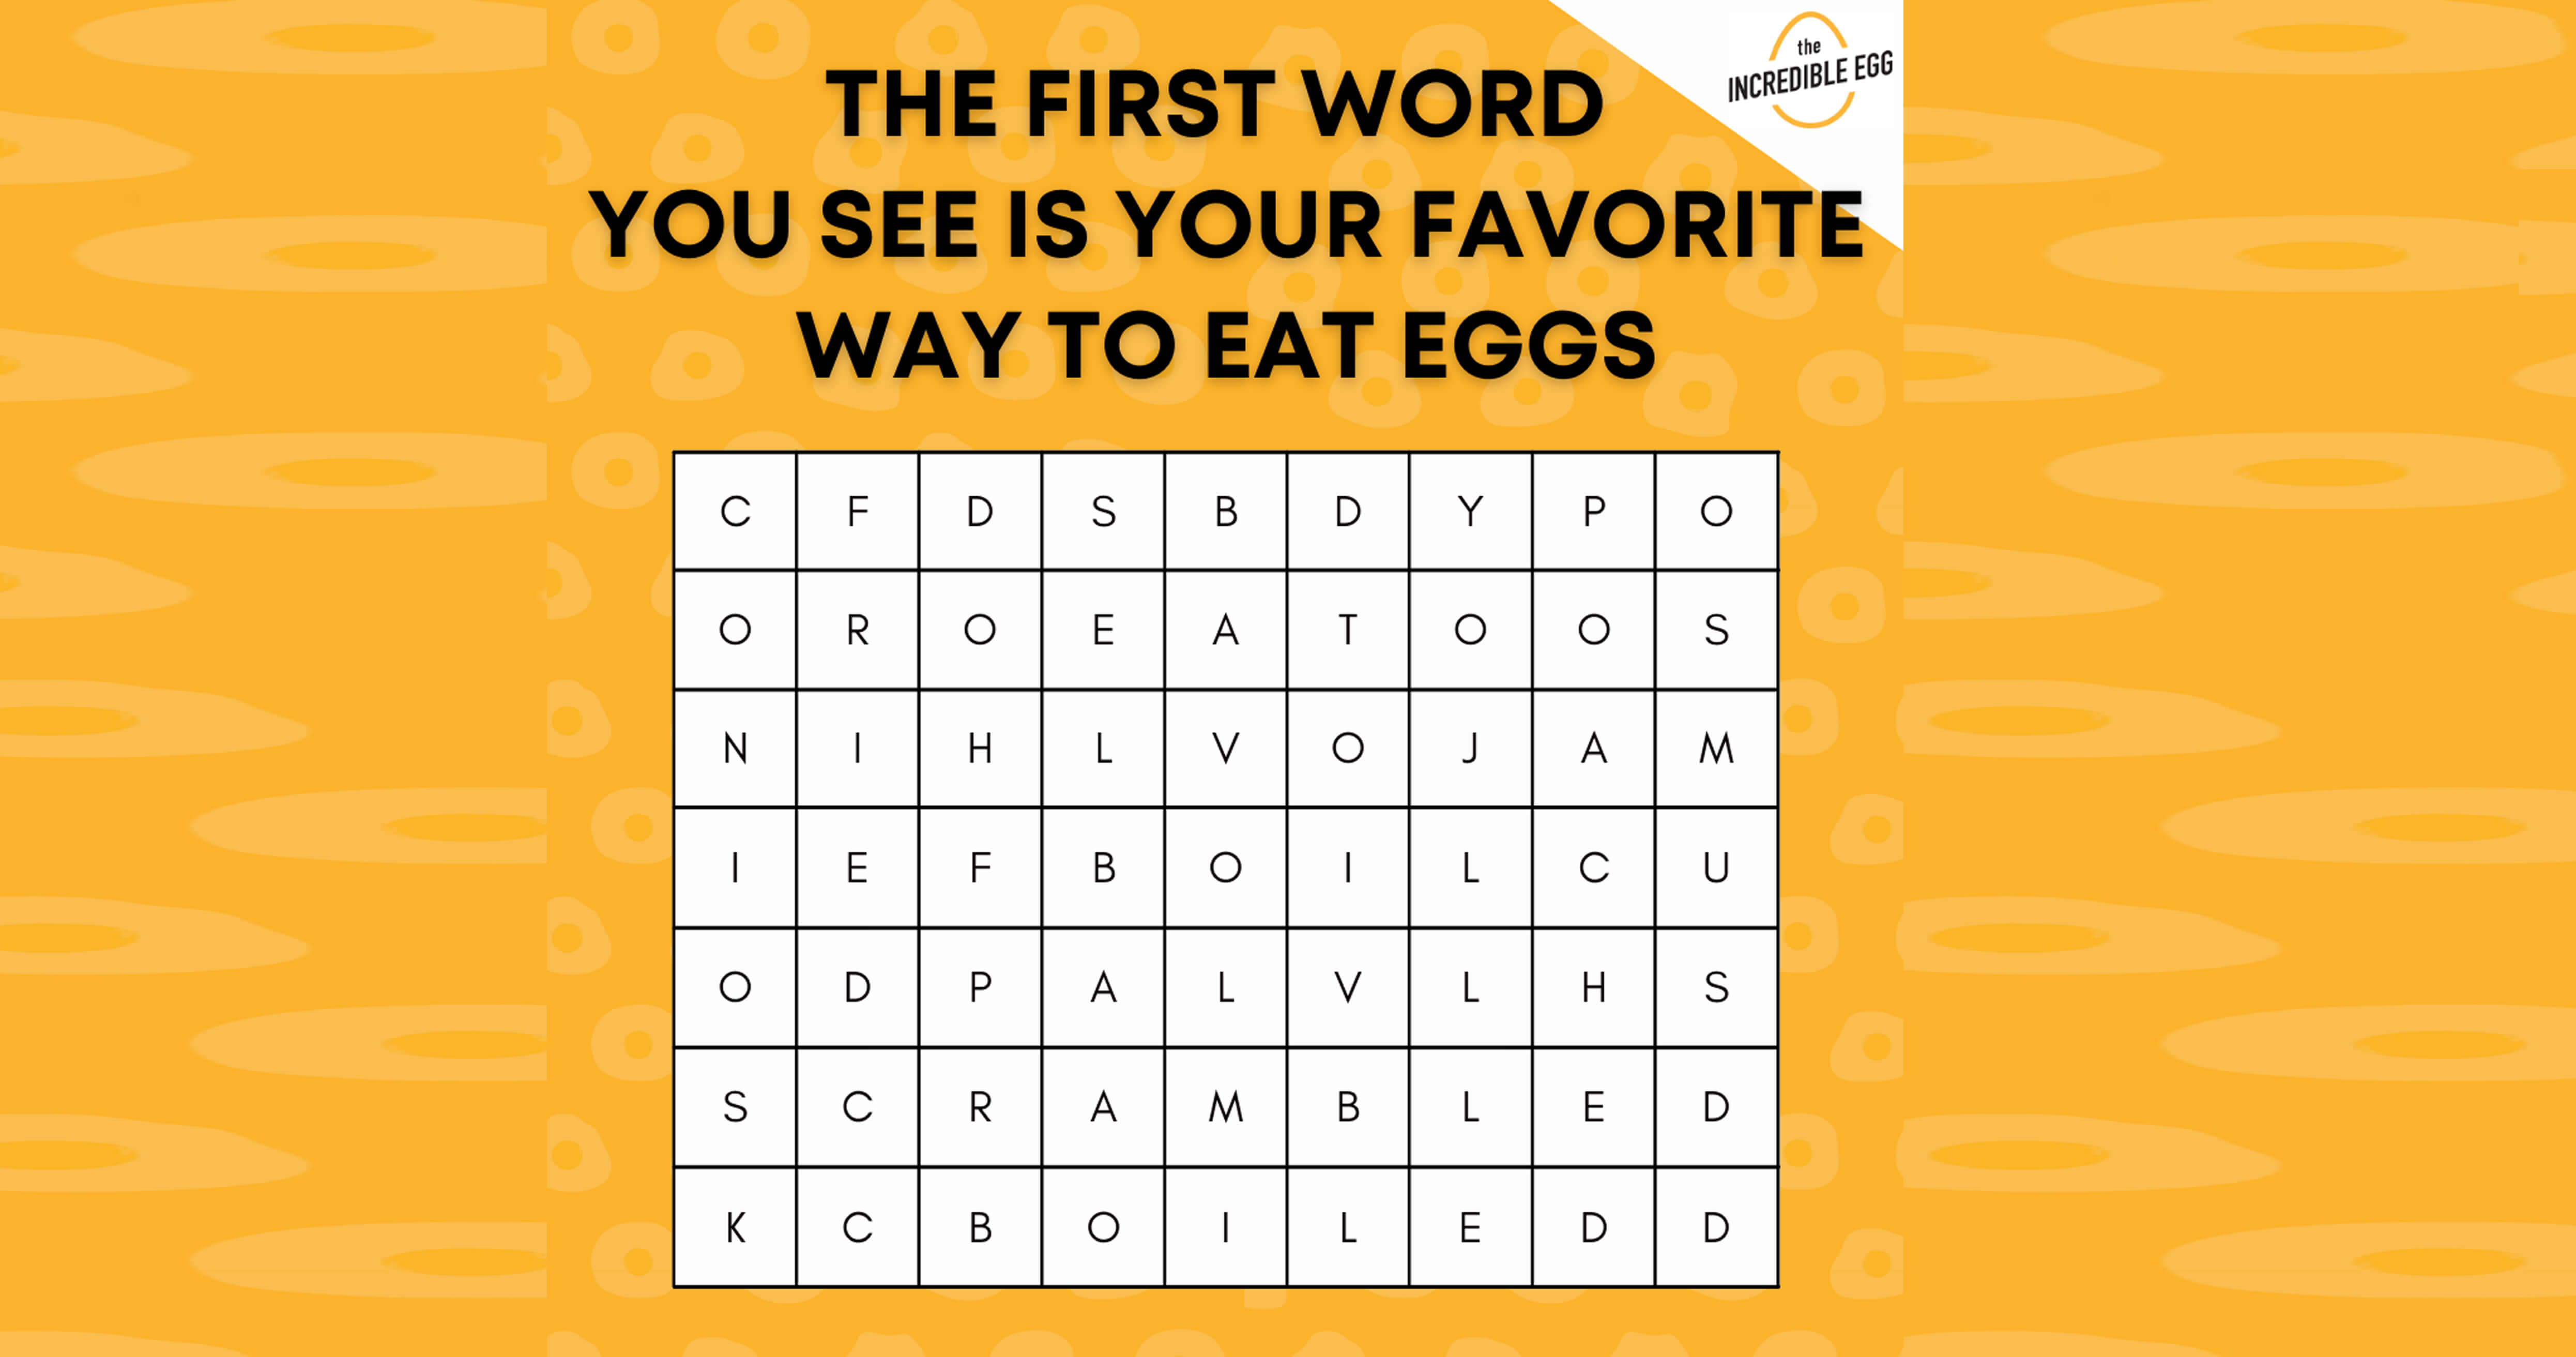 the
INCREDIBLE EGG
THE FIRST WORD
YOU SEE IS YOUR FAVORITE
WAY TO EAT EGGS
C F D S B D Y P O
O R O E A T O O S
N I H L V O J A M
I E F B O I L C U
O D P A L V L H S
S C R A M B L E D
K C B O I L E D D